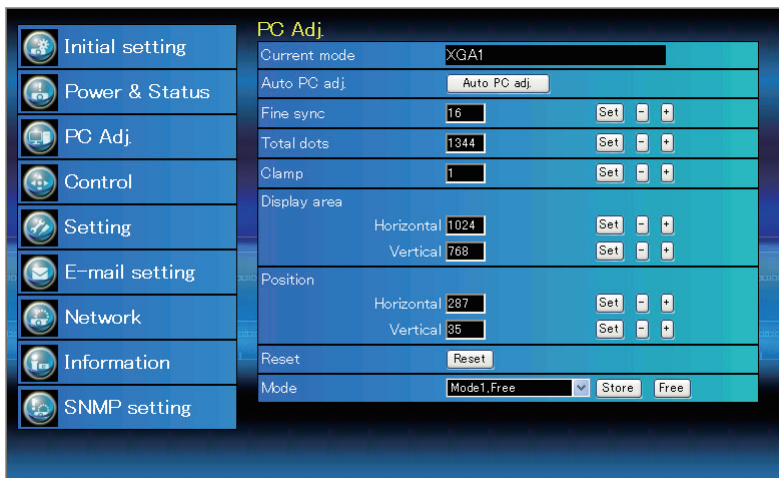 Initial setting
Power & Status
PC Adj.
Control
Setting
E-mail setting
Network
Information
SNMP setting
PC Adj.
Current mode XGA1
Auto PC adj. Auto PC adj.
Fine sync 16 Set - +
Total dots 1344 Set - +
Clamp 1 Set - +
Display area
Horizontal 1024 Set - +
Vertical 768 Set - +
Position
Horizontal 287 Set - +
Vertical 35 Set - +
Reset Reset
Mode Mode1,Free Store Free